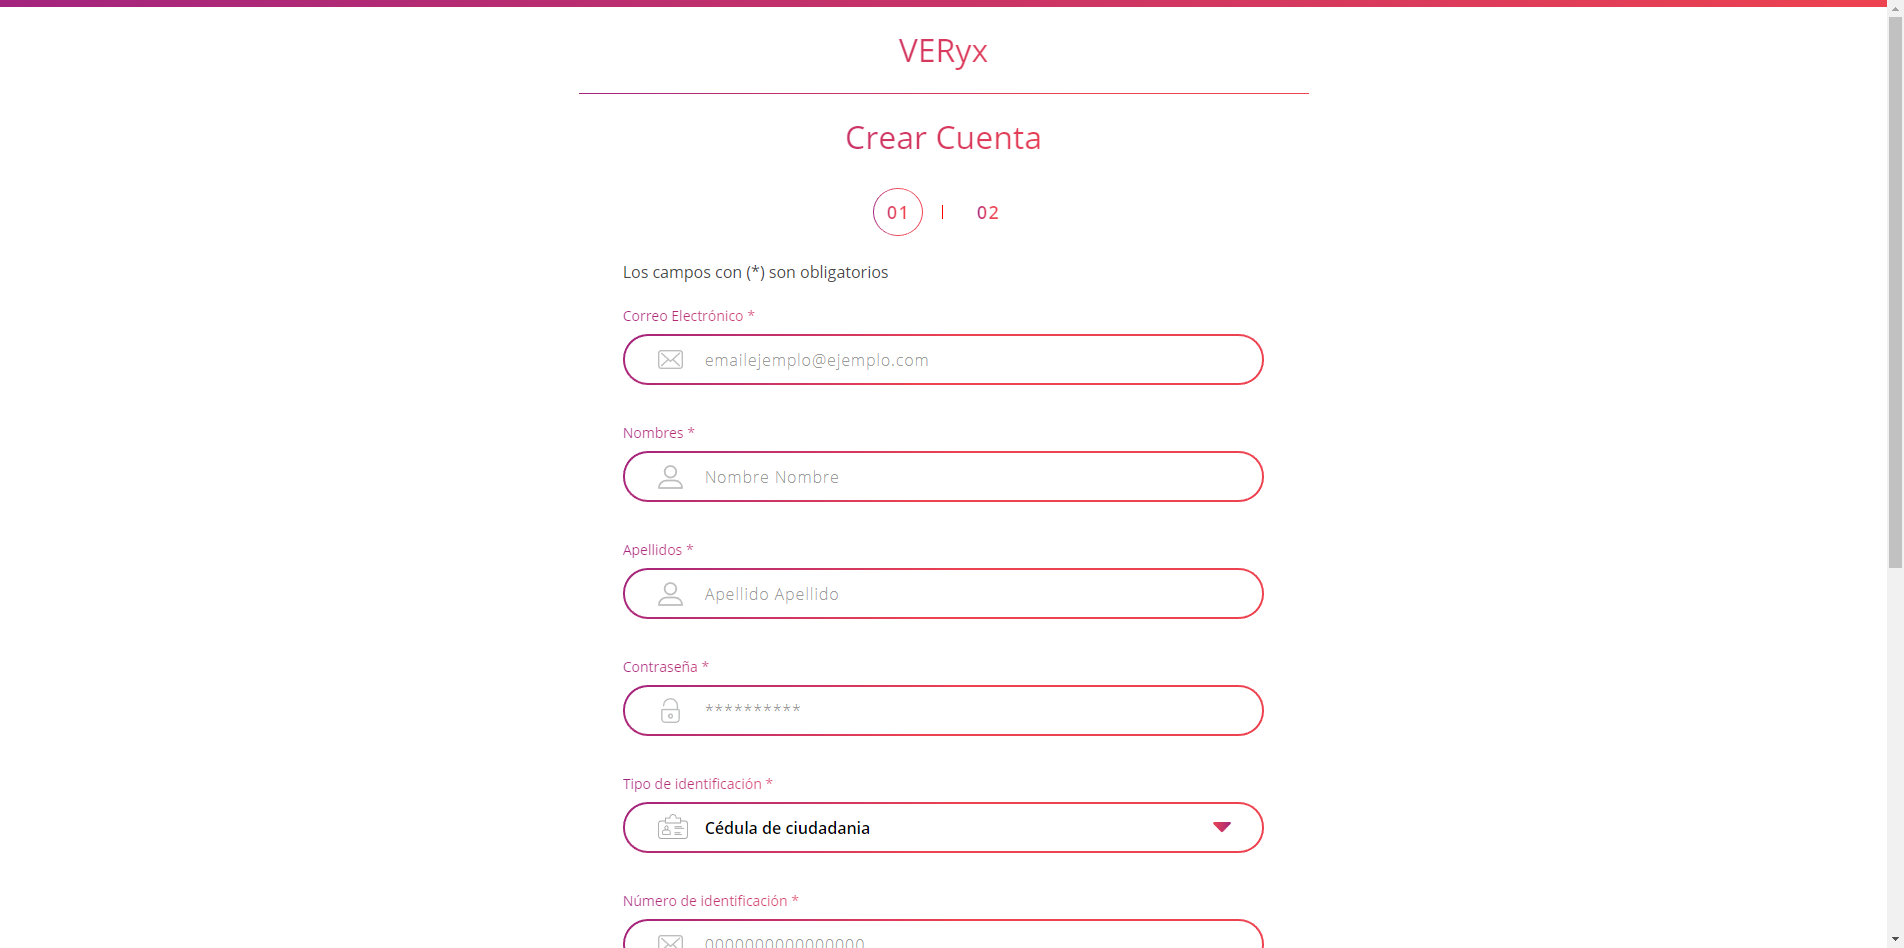 VERyx
Crear Cuenta
01 | 02
Los campos con (*) son obligatorios
Correo Electrónico *
emailejemplo@ejemplo.com
Nombres *
Nombre Nombre
Apellidos *
Apellido Apellido
Contraseña *
**********
Tipo de identificación *
Cédula de ciudadania
Número de identificación *
0000000000000000